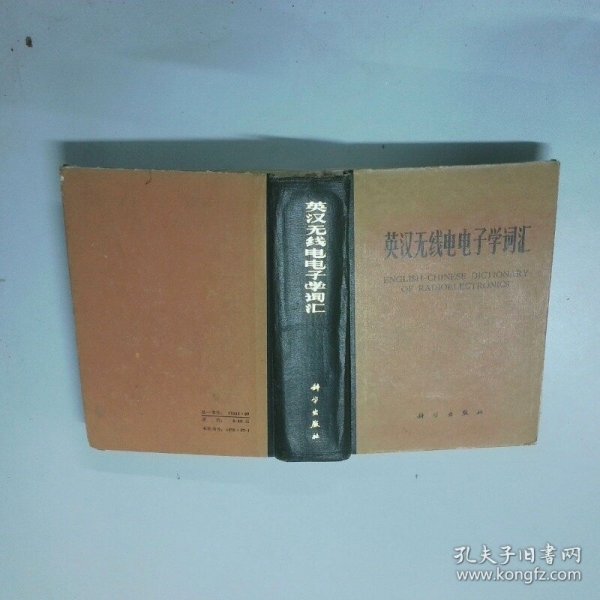 英汉无线电电子学词汇
ENGLISH-CHINESE DICTIONARY
OF RADIOELECTRONICS
科学出版社
英汉无线电电子学词汇
科学出版社
孔夫子旧书网
www.kongfz.com